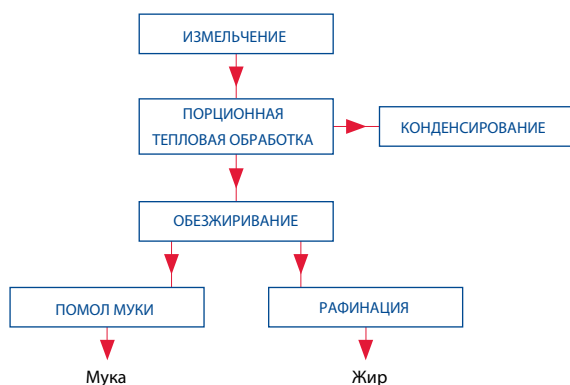 ИЗМЕЛЬЧЕНИЕ
ПОРЦИОННАЯ
ТЕПЛОВАЯ ОБРАБОТКА
КОНДЕНСИРОВАНИЕ
ОБЕЗЖИРИВАНИЕ
ПОМОЛ МУКИ
РАФИНАЦИЯ
Мука
Жир